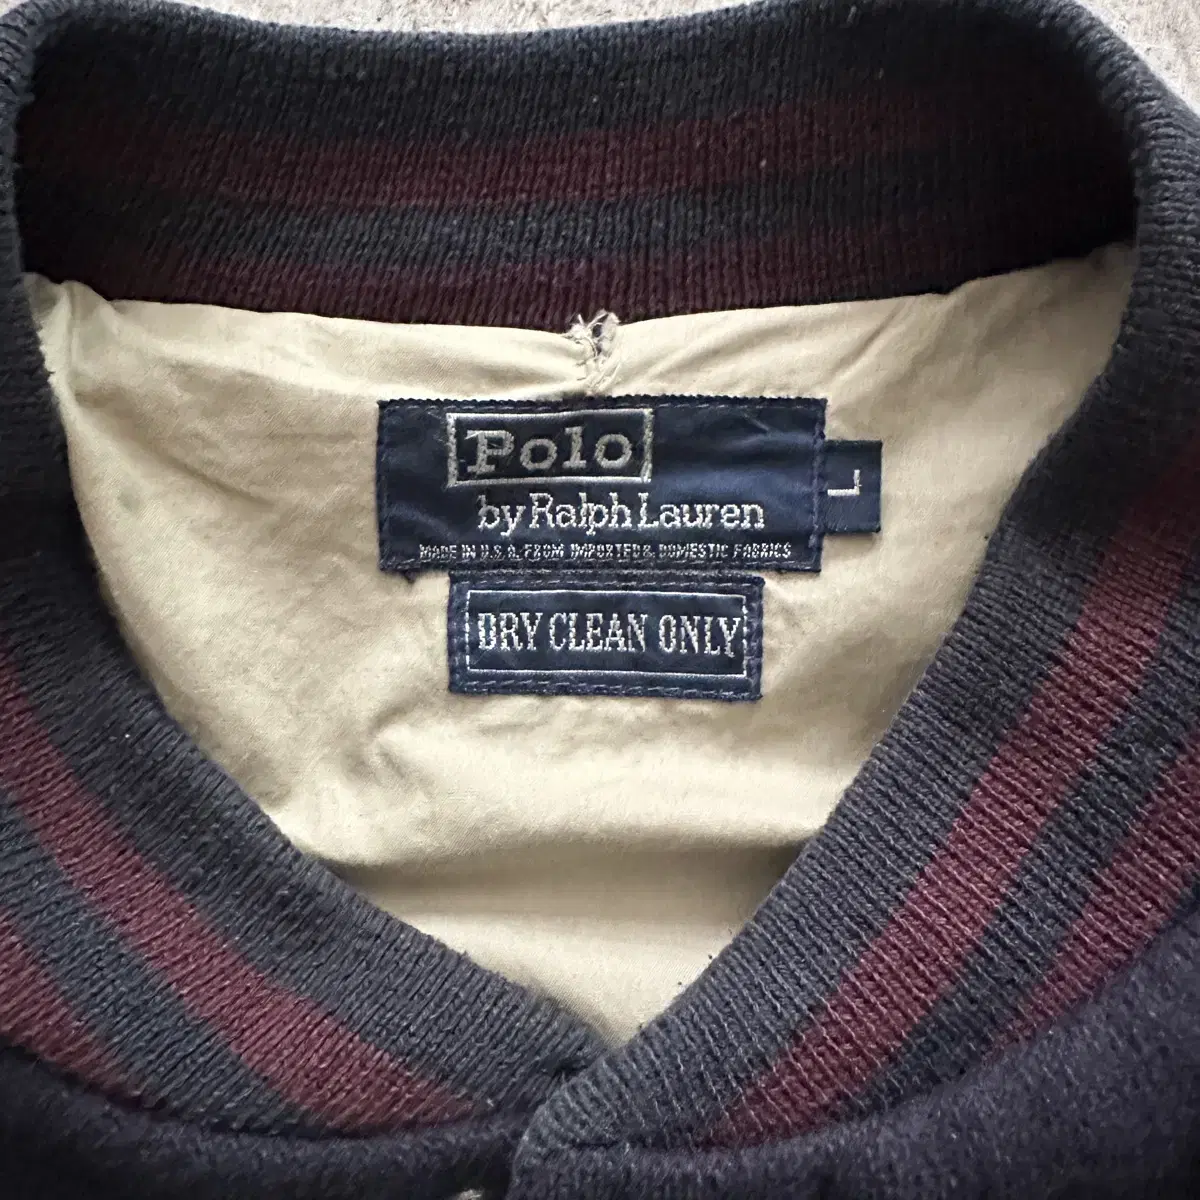 Polo
by Ralph Lauren
L
MADE IN U.S.A. FROM IMPORTED & DOMESTIC FABRICS
DRY CLEAN ONLY